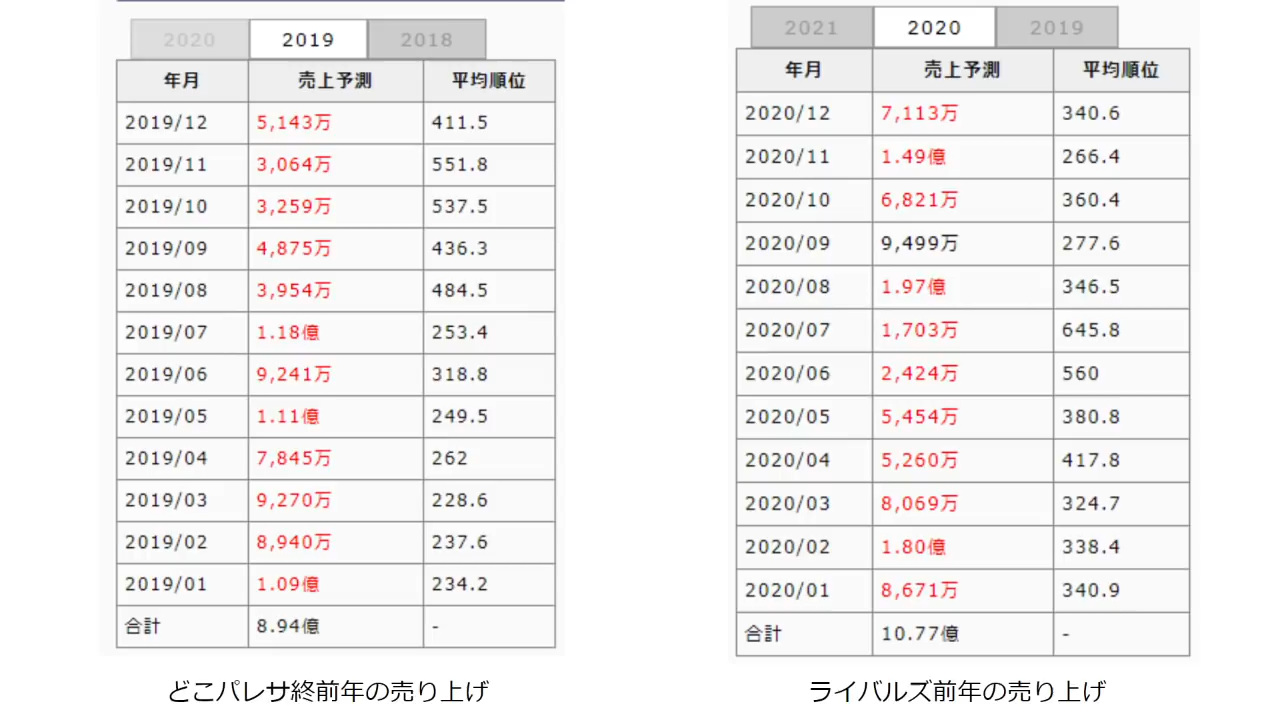 2020 2019 2018
年月 売上予測 平均順位
2019/12 5,143万 411.5
2019/11 3,064万 551.8
2019/10 3,259万 537.5
2019/09 4,875万 436.3
2019/08 3,954万 484.5
2019/07 1.18億 253.4
2019/06 9,241万 318.8
2019/05 1.11億 249.5
2019/04 7,845万 262
2019/03 9,270万 228.6
2019/02 8,940万 237.6
2019/01 1.09億 234.2
合計 8.94億 -
どこパレサ終前年の売り上げ
2021 2020 2019
年月 売上予測 平均順位
2020/12 7,113万 340.6
2020/11 1.49億 266.4
2020/10 6,821万 360.4
2020/09 9,499万 277.6
2020/08 1.97億 346.5
2020/07 1,703万 645.8
2020/06 2,424万 560
2020/05 5,454万 380.8
2020/04 5,260万 417.8
2020/03 8,069万 324.7
2020/02 1.80億 338.4
2020/01 8,671万 340.9
合計 10.77億 -
ライバルズ前年の売り上げ